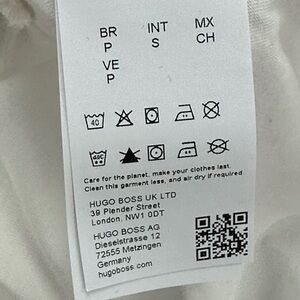 BR INT MX
P S CH
VE
P
40
Care for the planet, make your clothes last.
Clean this garment less, and air dry if required
HUGO BOSS UK LTD
39 Plender Street
London, NW1 0DT
HUGO BOSS AG
Dieselstrasse 12
72555 Metzingen
Germany
hugoboss.com